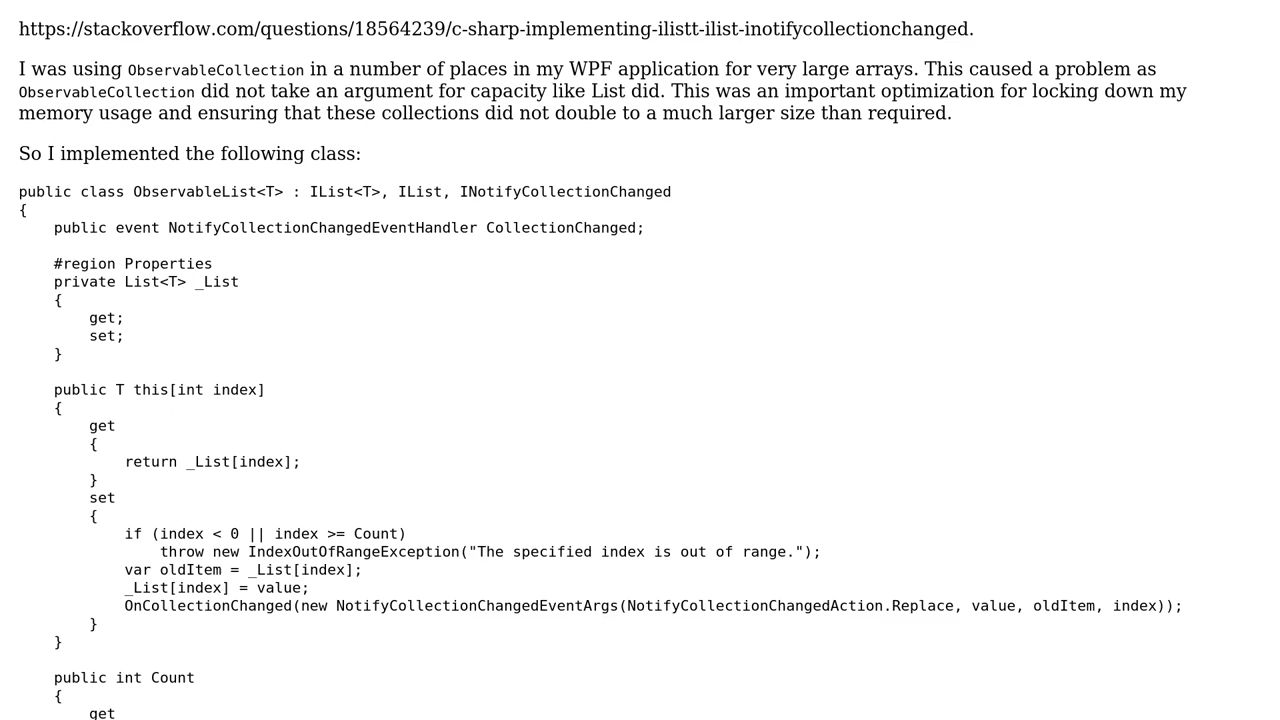 https://stackoverflow.com/questions/18564239/c-sharp-implementing-ilistt-ilist-inotifycollectionchanged.
I was using ObservableCollection in a number of places in my WPF application for very large arrays. This caused a problem as
ObservableCollection did not take an argument for capacity like List did. This was an important optimization for locking down my
memory usage and ensuring that these collections did not double to a much larger size than required.
So I implemented the following class:
public class ObservableList<T> : IList<T>, IList, INotifyCollectionChanged
{
    public event NotifyCollectionChangedEventHandler CollectionChanged;
    #region Properties
    private List<T> _List
    {
        get;
        set;
    }
    public T this[int index]
    {
        get
        {
            return _List[index];
        }
        set
        {
            if (index < 0 || index >= Count)
                throw new IndexOutOfRangeException("The specified index is out of range.");
            var oldItem = _List[index];
            _List[index] = value;
            OnCollectionChanged(new NotifyCollectionChangedEventArgs(NotifyCollectionChangedAction.Replace, value, oldItem, index));
        }
    }
    public int Count
    {
        get